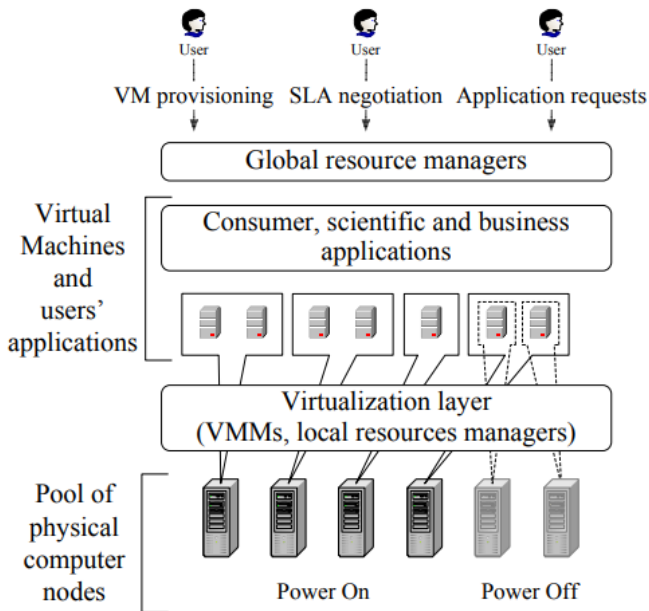 User
User
User
VM provisioning
SLA negotiation
Application requests
Global resource managers
Virtual
Machines
and
users’
applications
Consumer, scientific and business
applications
Virtualization layer
(VMMs, local resources managers)
Pool of
physical
computer
nodes
Power On
Power Off